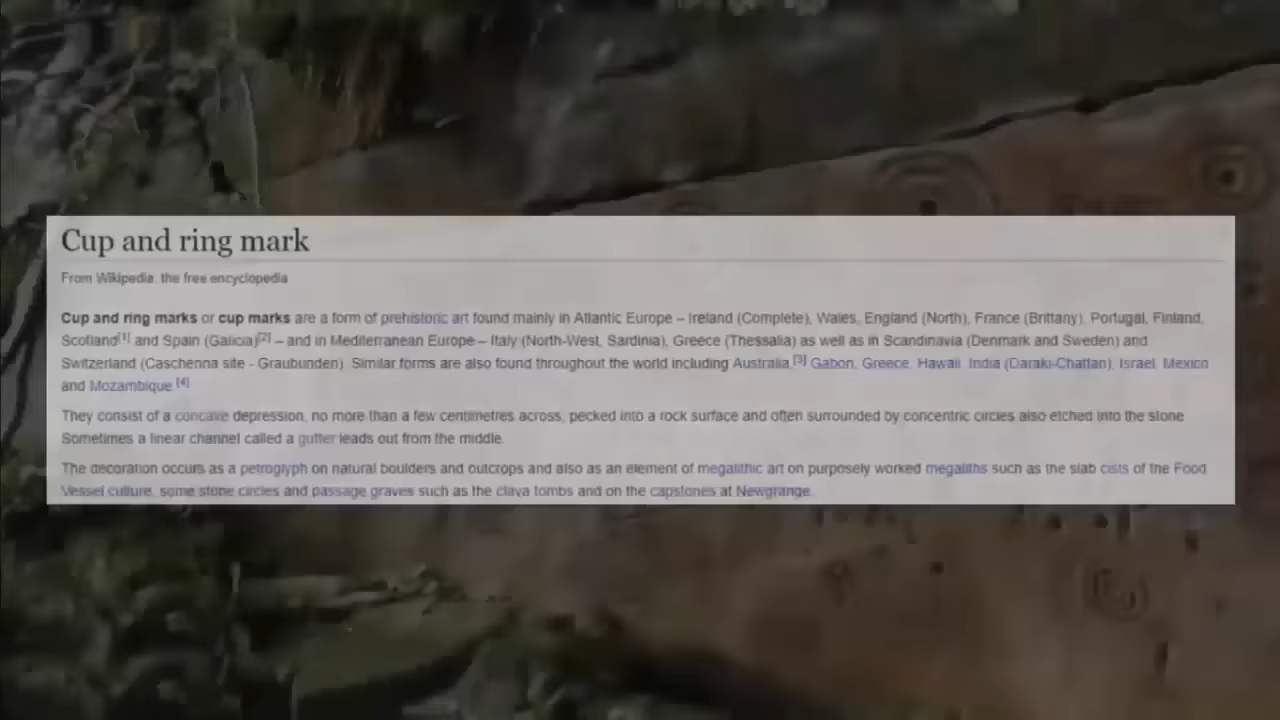 Cup and ring mark
From Wikipedia, the free encyclopedia
Cup and ring marks or cup marks are a form of prehistoric art found mainly in Atlantic Europe – Ireland (Complete), Wales, England (North), France (Brittany), Portugal, Finland,
Scotland[1] and Spain (Galicia)[2] – and in Mediterranean Europe – Italy (North-West, Sardinia), Greece (Thessalia) as well as in Scandinavia (Denmark and Sweden) and
Switzerland (Caschenna site - Graubunden). Similar forms are also found throughout the world including Australia,[3] Gabon, Greece, Hawaii, India (Daraki-Chattan), Israel, Mexico
and Mozambique.[4]
They consist of a concave depression, no more than a few centimetres across, pecked into a rock surface and often surrounded by concentric circles also etched into the stone.
Sometimes a linear channel called a gutter leads out from the middle.
The decoration occurs as a petroglyph on natural boulders and outcrops and also as an element of megalithic art on purposely worked megaliths such as the slab cists of the Food
Vessel culture, some stone circles and passage graves such as the clava tombs and on the capstones at Newgrange.